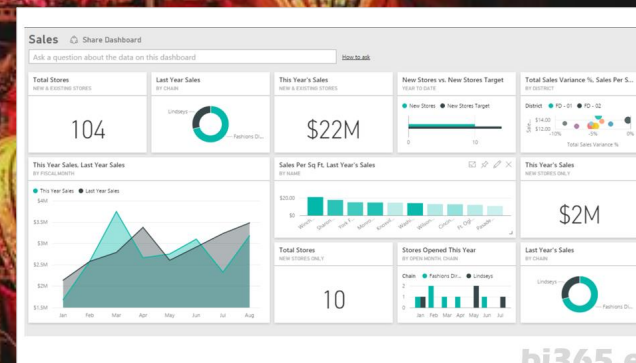 Sales Share Dashboard
Ask a question about the data on this dashboard How to ask
Total Stores
NEW & EXISTING STORES
104
Last Year Sales
BY CHAIN
Lindseys
Fashions Di...
This Year's Sales
NEW & EXISTING STORES
$22M
New Stores vs. New Stores Target
YEAR TO DATE
New Stores New Stores Target
0 10
Total Sales Variance %, Sales Per S...
BY DISTRICT
District FD - 01 FD - 02
Sale...
$14.00
$12.00
-10% -5% 0%
Total Sales Variance %
This Year Sales, Last Year Sales
BY FISCALMONTH
This Year Sales Last Year Sales
$4M
$3.5M
$3M
$2.5M
$2M
$1.5M
Jan Feb Mar Apr May Jun Jul Aug
Sales Per Sq Ft, Last Year's Sales
BY NAME
$20.00
$0
This Year's Sales
NEW STORES ONLY
$2M
Total Stores
NEW STORES ONLY
10
Stores Opened This Year
BY OPEN MONTH, CHAIN
Chain Fashions Dir... Lindseys
2
1
0
Jan Feb Mar Apr May Jun Jul
Last Year's Sales
BY CHAIN
Lindseys
Fashions Di...